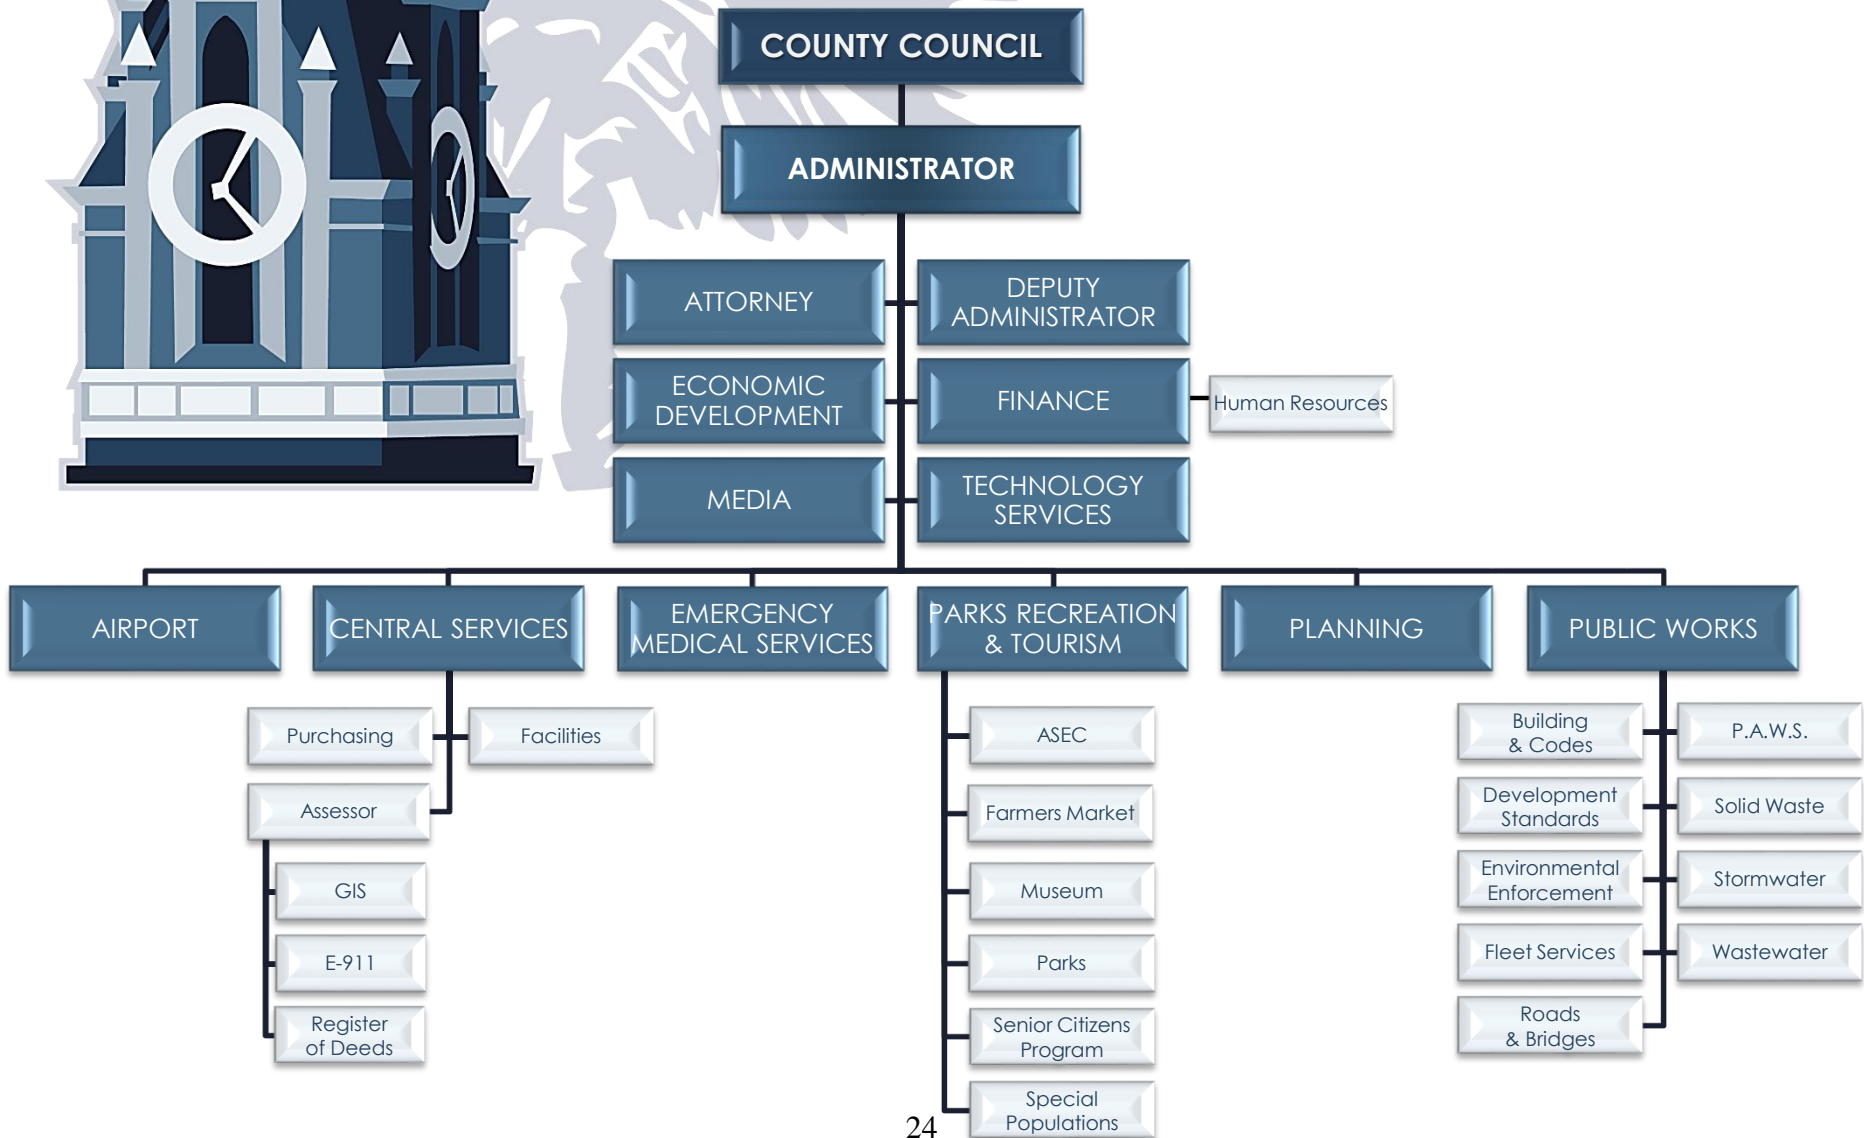 COUNTY COUNCIL
ADMINISTRATOR
ATTORNEY
DEPUTY
ADMINISTRATOR
ECONOMIC
DEVELOPMENT
FINANCE
Human Resources
MEDIA
TECHNOLOGY
SERVICES
AIRPORT
CENTRAL SERVICES
EMERGENCY
MEDICAL SERVICES
PARKS RECREATION
& TOURISM
PLANNING
PUBLIC WORKS
Purchasing
Facilities
Assessor
GIS
E-911
Register
of Deeds
ASEC
Farmers Market
Museum
Parks
Senior Citizens
Program
Special
Populations
Building
& Codes
P.A.W.S.
Development
Standards
Solid Waste
Environmental
Enforcement
Stormwater
Fleet Services
Wastewater
Roads
& Bridges
24